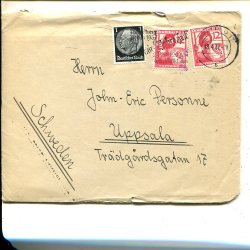 Deutsches Reich
Herrn
John-Eric Personne
Uppsala
Trädgårdsgatan 17
Schweden